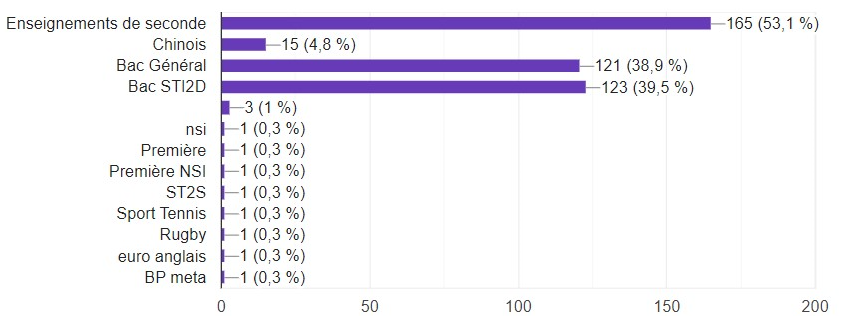 Enseignements de seconde 165 (53,1 %)
Chinois 15 (4,8 %)
Bac Général 121 (38,9 %)
Bac STI2D 123 (39,5 %)
3 (1 %)
nsi 1 (0,3 %)
Première 1 (0,3 %)
Première NSI 1 (0,3 %)
ST2S 1 (0,3 %)
Sport Tennis 1 (0,3 %)
Rugby 1 (0,3 %)
euro anglais 1 (0,3 %)
BP meta 1 (0,3 %)
0 50 100 150 200